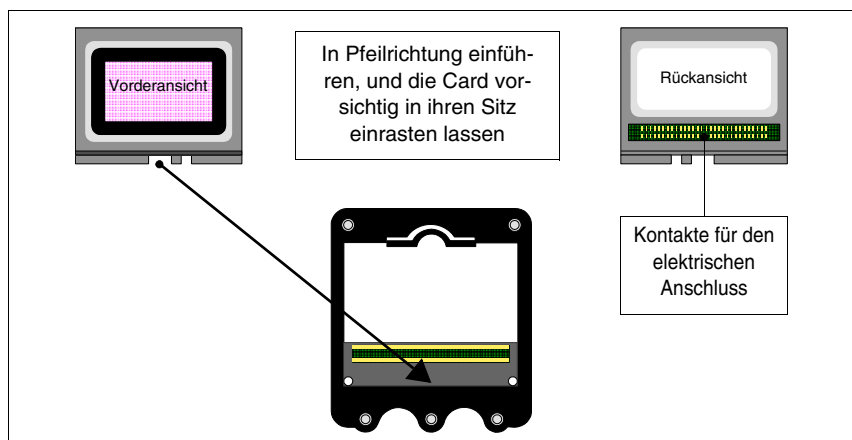 Vorderansicht
In Pfeilrichtung einfüh-
ren, und die Card vor-
sichtig in ihren Sitz
einrasten lassen
Rückansicht
Kontakte für den
elektrischen
Anschluss